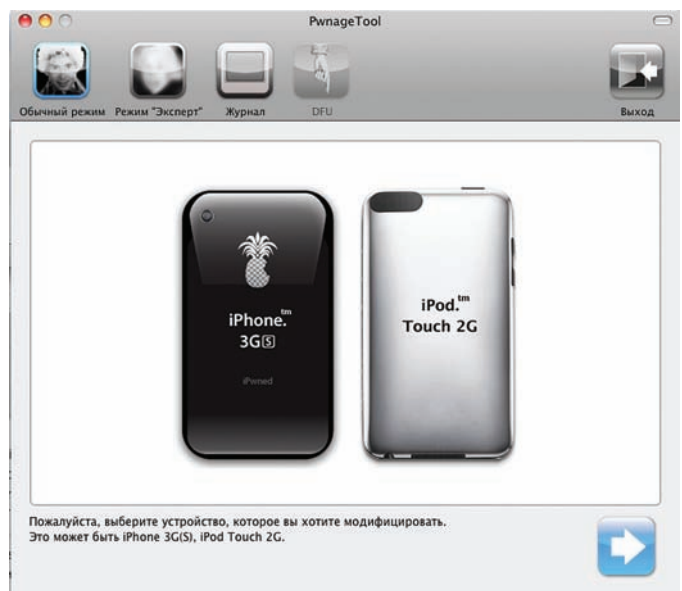 PwnageTool
Обычный режим Режим "Эксперт" Журнал DFU Выход
iPhone.tm
3G[S]
iPwned
iPod.tm
Touch 2G
Пожалуйста, выберите устройство, которое вы хотите модифицировать.
Это может быть iPhone 3G(S), iPod Touch 2G.